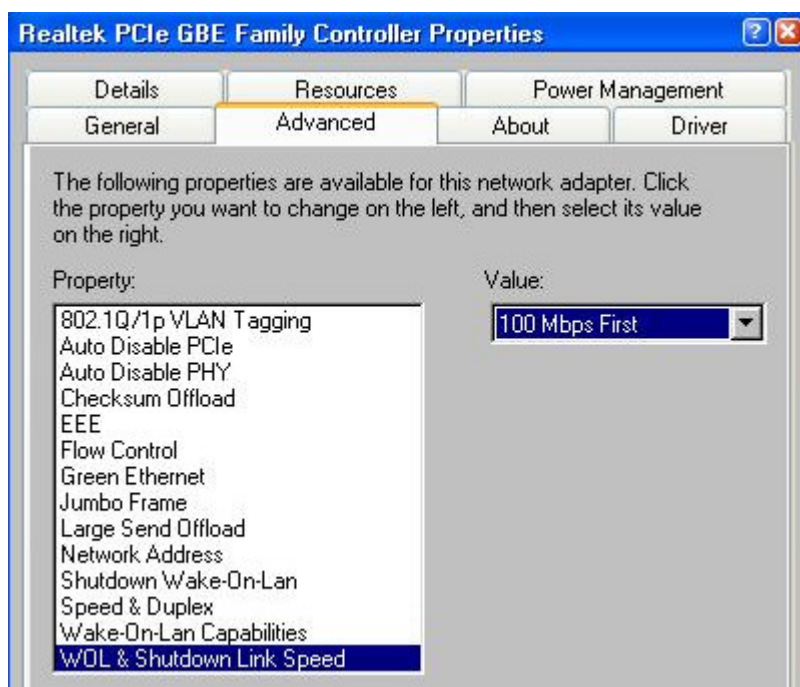 Realtek PCIe GBE Family Controller Properties
Details Resources Power Management
General Advanced About Driver
The following properties are available for this network adapter. Click
the property you want to change on the left, and then select its value
on the right.
Property: Value:
802.1Q/1p VLAN Tagging
100 Mbps First
Auto Disable PCIe
Auto Disable PHY
Checksum Offload
EEE
Flow Control
Green Ethernet
Jumbo Frame
Large Send Offload
Network Address
Shutdown Wake-On-Lan
Speed & Duplex
Wake-On-Lan Capabilities
WOL & Shutdown Link Speed